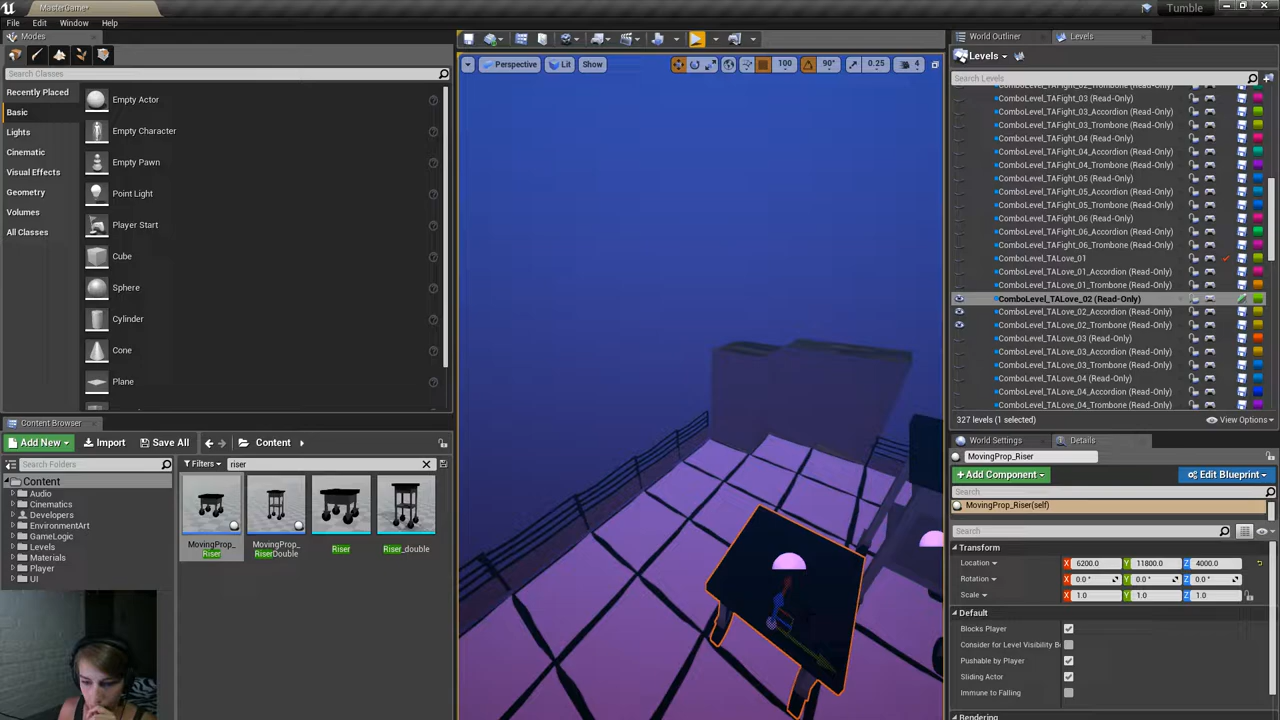 MasterGame*
Tumble
File Edit Window Help
Modes
Search Classes
Recently Placed
Basic
Lights
Cinematic
Visual Effects
Geometry
Volumes
All Classes
Empty Actor
Empty Character
Empty Pawn
Point Light
Player Start
Cube
Sphere
Cylinder
Cone
Plane
Content Browser
Add New Import Save All Content
Search Folders
Filters riser
Content
Audio
Cinematics
Developers
EnvironmentArt
GameLogic
Levels
Materials
Player
UI
MovingProp_
Riser
MovingProp_
RiserDouble
Riser
Riser_double
Perspective Lit Show 100 90° 0.25 4
World Outliner Levels
Levels
Search Levels
ComboLevel_TAFight_02_Trombone (Read-Only)
ComboLevel_TAFight_03 (Read-Only)
ComboLevel_TAFight_03_Accordion (Read-Only)
ComboLevel_TAFight_03_Trombone (Read-Only)
ComboLevel_TAFight_04 (Read-Only)
ComboLevel_TAFight_04_Accordion (Read-Only)
ComboLevel_TAFight_04_Trombone (Read-Only)
ComboLevel_TAFight_05 (Read-Only)
ComboLevel_TAFight_05_Accordion (Read-Only)
ComboLevel_TAFight_05_Trombone (Read-Only)
ComboLevel_TAFight_06 (Read-Only)
ComboLevel_TAFight_06_Accordion (Read-Only)
ComboLevel_TAFight_06_Trombone (Read-Only)
ComboLevel_TALove_01
ComboLevel_TALove_01_Accordion (Read-Only)
ComboLevel_TALove_01_Trombone (Read-Only)
ComboLevel_TALove_02 (Read-Only)
ComboLevel_TALove_02_Accordion (Read-Only)
ComboLevel_TALove_02_Trombone (Read-Only)
ComboLevel_TALove_03 (Read-Only)
ComboLevel_TALove_03_Accordion (Read-Only)
ComboLevel_TALove_03_Trombone (Read-Only)
ComboLevel_TALove_04 (Read-Only)
ComboLevel_TALove_04_Accordion (Read-Only)
ComboLevel_TALove_04_Trombone (Read-Only)
327 levels (1 selected) View Options
World Settings Details
MovingProp_Riser
Add Component Edit Blueprint
Search
MovingProp_Riser(self)
Search
Transform
Location X 6200.0 Y 11800.0 Z 4000.0
Rotation X 0.0 ° Y 0.0 ° Z 0.0 °
Scale X 1.0 Y 1.0 Z 1.0
Default
Blocks Player
Consider for Level Visibility B
Pushable by Player
Sliding Actor
Immune to Falling
Rendering